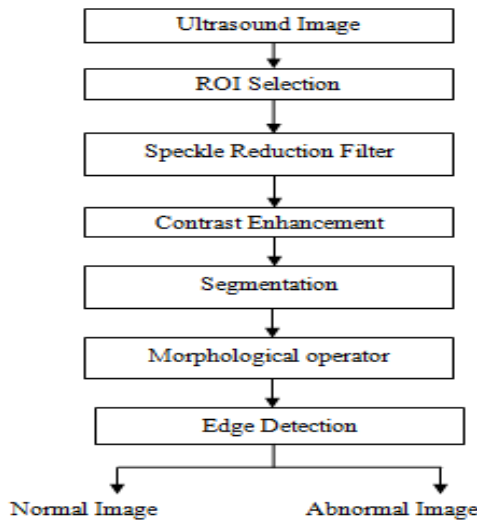 Ultrasound Image
ROI Selection
Speckle Reduction Filter
Contrast Enhancement
Segmentation
Morphological operator
Edge Detection
Normal Image
Abnormal Image